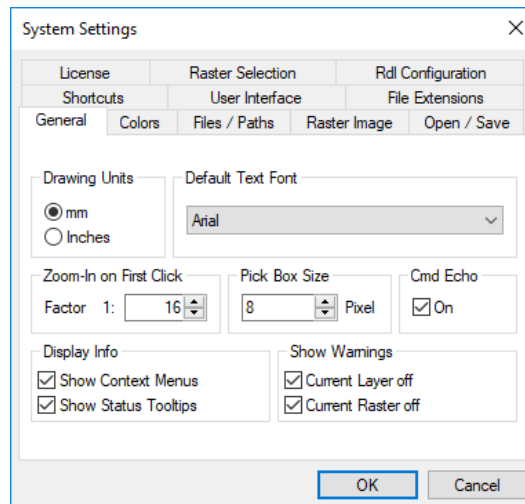 System Settings
License Raster Selection Rdl Configuration
Shortcuts User Interface File Extensions
General Colors Files / Paths Raster Image Open / Save
Drawing Units Default Text Font
mm Arial
Inches
Zoom-In on First Click Pick Box Size Cmd Echo
Factor 1: 16 8 Pixel On
Display Info Show Warnings
Show Context Menus Current Layer off
Show Status Tooltips Current Raster off
OK Cancel